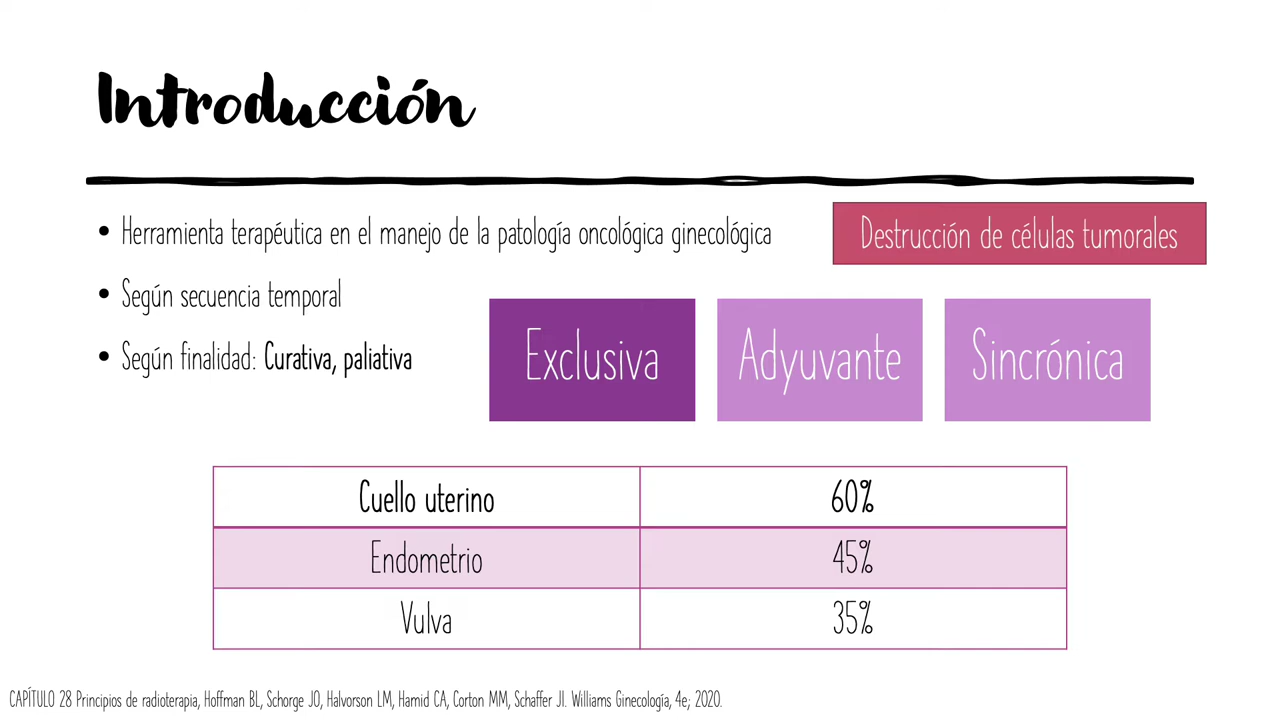 Introducción
• Herramienta terapéutica en el manejo de la patología oncológica ginecológica
Destrucción de células tumorales
• Según secuencia temporal
• Según finalidad: Curativa, paliativa
Exclusiva
Adyuvante
Sincrónica
Cuello uterino 60%
Endometrio 45%
Vulva 35%
CAPÍTULO 28 Principios de radioterapia, Hoffman BL, Schorge JO, Halvorson LM, Hamid CA, Corton MM, Schaffer JI. Williams Ginecología, 4e; 2020.